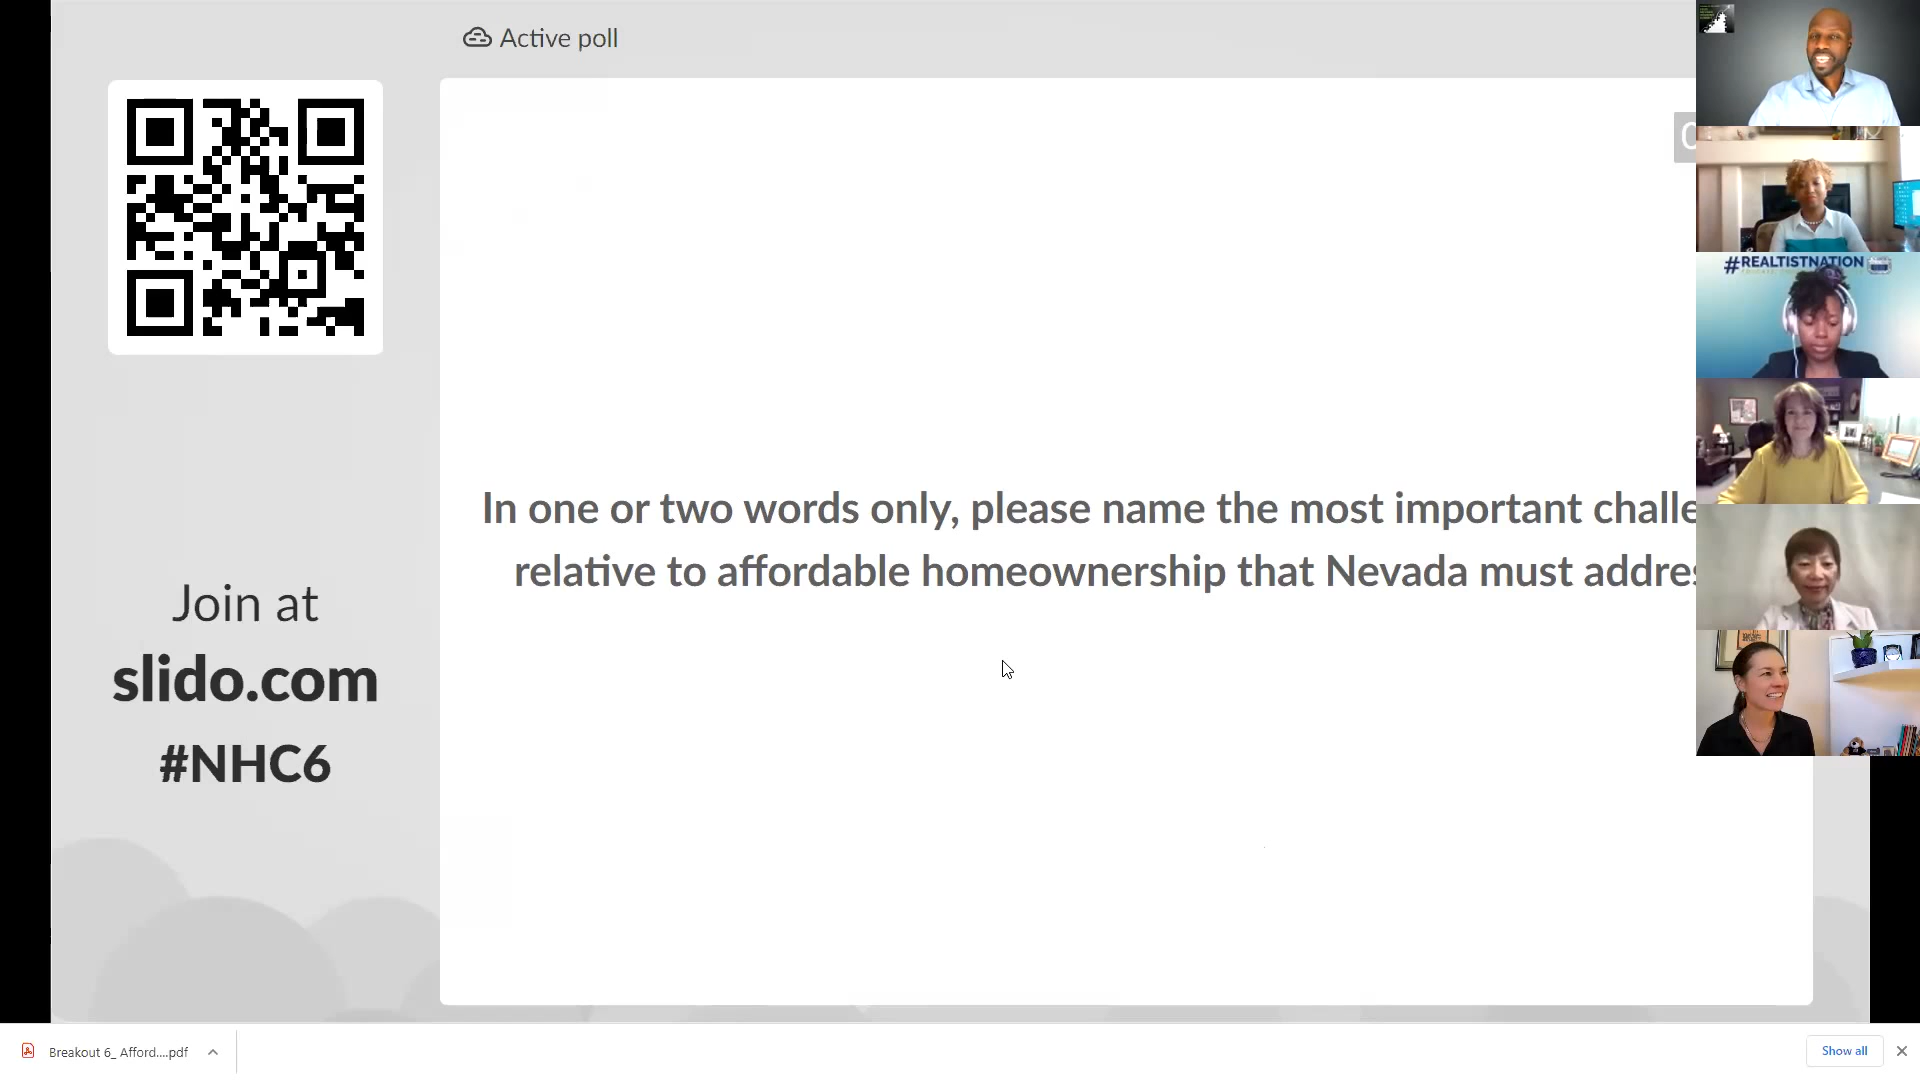 Active poll
Join at
slido.com
#NHC6
In one or two words only, please name the most important challe
relative to affordable homeownership that Nevada must addres
#REALTISTNATION
Breakout 6_ Afford....pdf
Show all